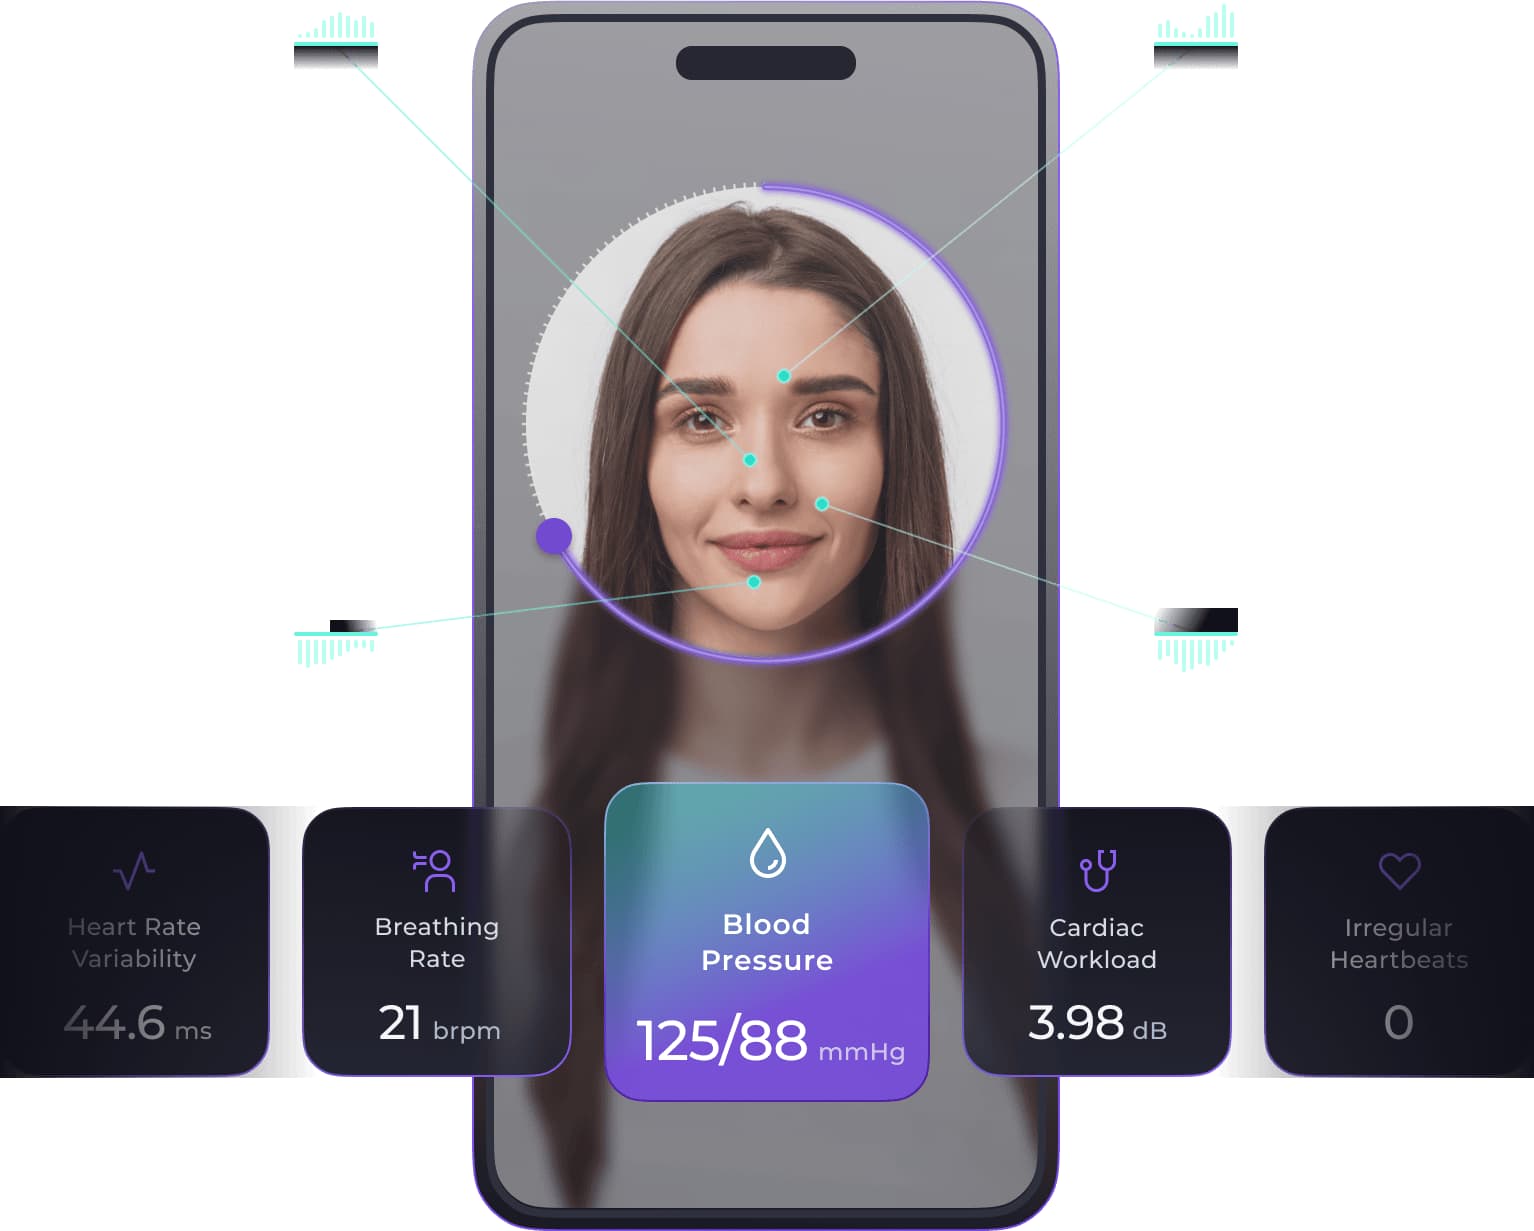 Heart Rate
Variability
44.6 ms
Breathing
Rate
21 brpm
Blood
Pressure
125/88 mmHg
Cardiac
Workload
3.98 dB
Irregular
Heartbeats
0